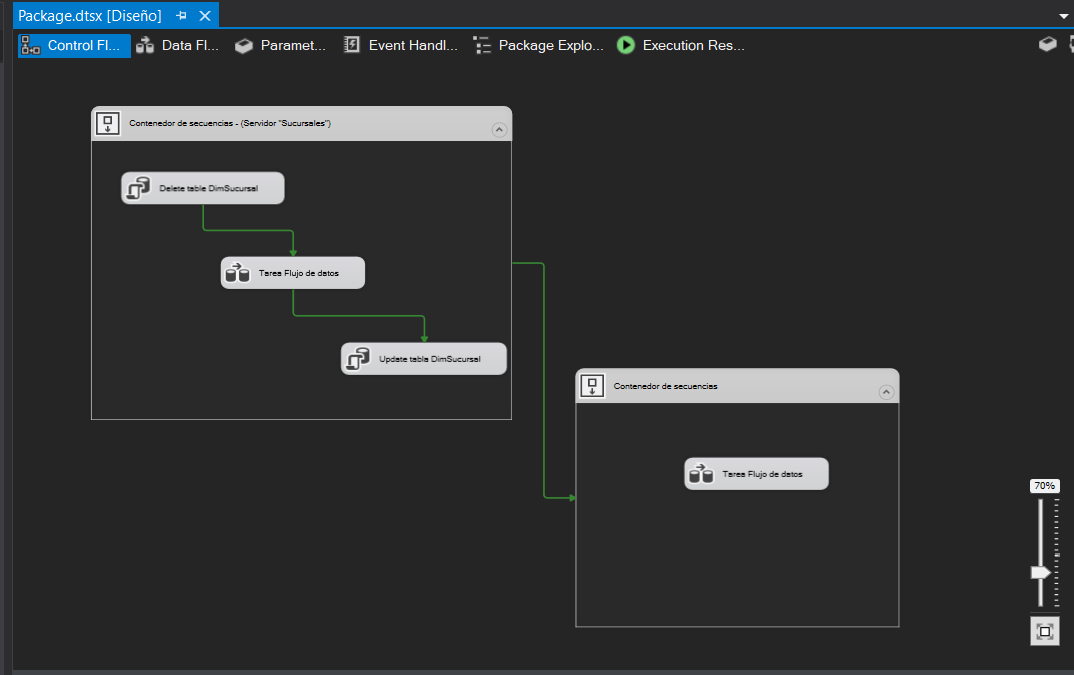 Package.dtsx [Diseño]
Control Fl...
Data Fl...
Paramet...
Event Handl...
Package Explo...
Execution Res...
Contenedor de secuencias - (Servidor "Sucursales")
Delete table DimSucursal
Tarea Flujo de datos
Update tabla DimSucursal
Contenedor de secuencias
Tarea Flujo de datos
70%